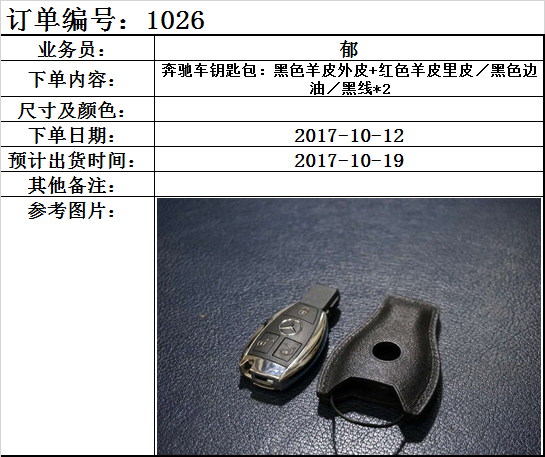 订单编号：1026
业务员： 郁
下单内容： 奔驰车钥匙包：黑色羊皮外皮+红色羊皮里皮／黑色边
油／黑线*2
尺寸及颜色：
下单日期： 2017-10-12
预计出货时间： 2017-10-19
其他备注：
参考图片：